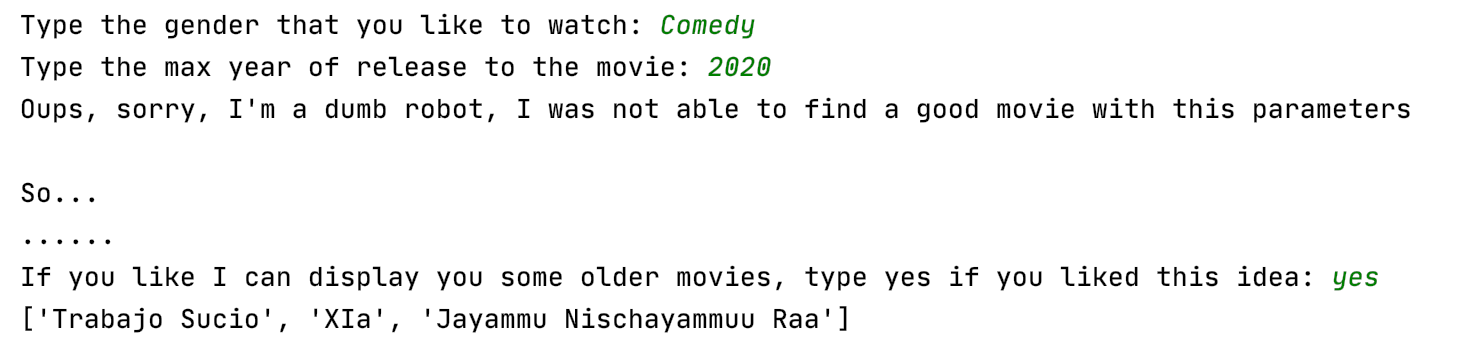 Type the gender that you like to watch: Comedy
Type the max year of release to the movie: 2020
Oups, sorry, I'm a dumb robot, I was not able to find a good movie with this parameters
So...
......
If you like I can display you some older movies, type yes if you liked this idea: yes
['Trabajo Sucio', 'XIa', 'Jayammu Nischayammuu Raa']